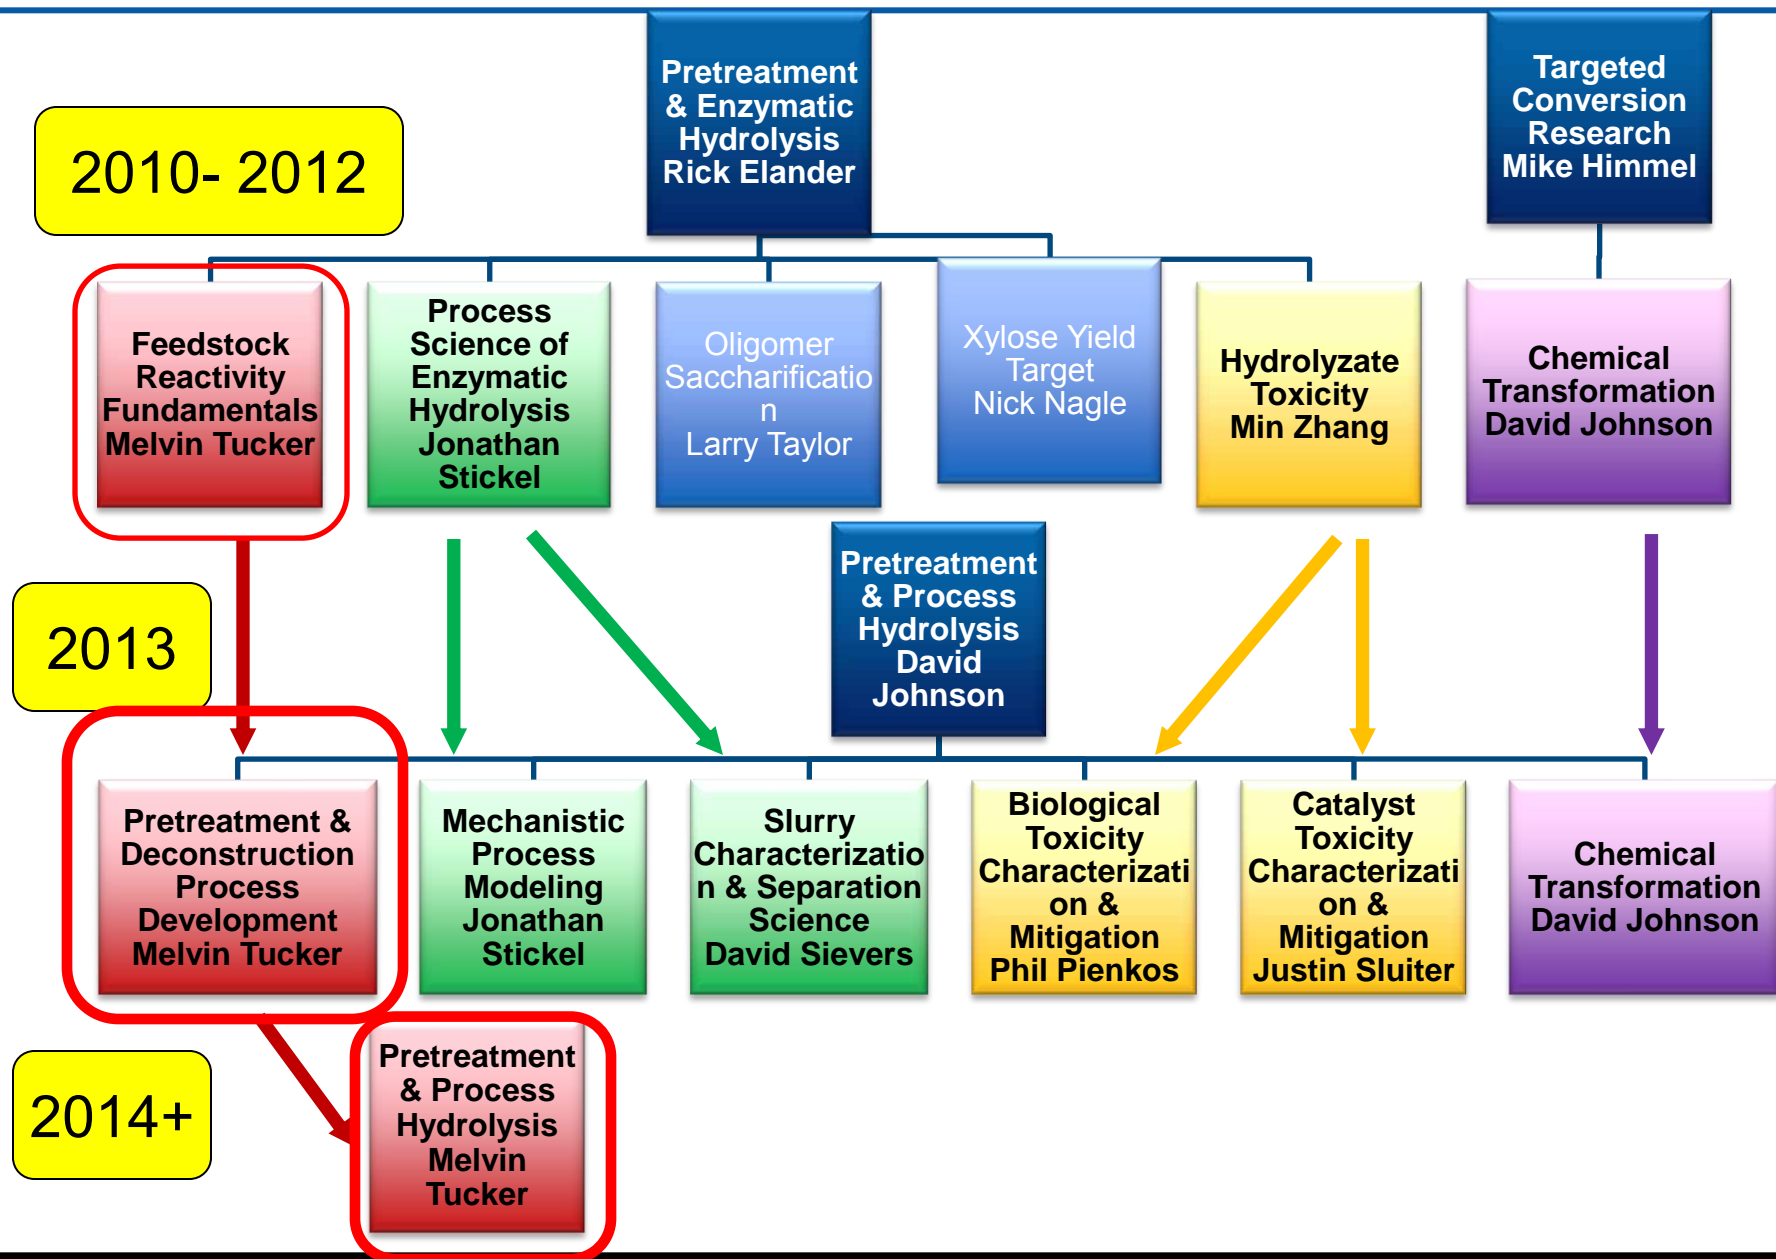 Pretreatment
& Enzymatic
Hydrolysis
Rick Elander
Targeted
Conversion
Research
Mike Himmel
2010- 2012
Feedstock
Reactivity
Fundamentals
Melvin Tucker
Process
Science of
Enzymatic
Hydrolysis
Jonathan
Stickel
Oligomer
Saccharificatio
n
Larry Taylor
Xylose Yield
Target
Nick Nagle
Hydrolyzate
Toxicity
Min Zhang
Chemical
Transformation
David Johnson
2013
Pretreatment
& Process
Hydrolysis
David
Johnson
Pretreatment &
Deconstruction
Process
Development
Melvin Tucker
Mechanistic
Process
Modeling
Jonathan
Stickel
Slurry
Characterizatio
n & Separation
Science
David Sievers
Biological
Toxicity
Characterizati
on &
Mitigation
Phil Pienkos
Catalyst
Toxicity
Characterizati
on &
Mitigation
Justin Sluiter
Chemical
Transformation
David Johnson
2014+
Pretreatment
& Process
Hydrolysis
Melvin
Tucker